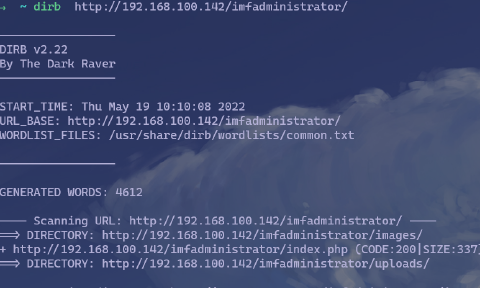 → ~ dirb http://192.168.100.142/imfadministrator/
DIRB v2.22
By The Dark Raver
START_TIME: Thu May 19 10:10:08 2022
URL_BASE: http://192.168.100.142/imfadministrator/
WORDLIST_FILES: /usr/share/dirb/wordlists/common.txt
GENERATED WORDS: 4612
---- Scanning URL: http://192.168.100.142/imfadministrator/ ----
==> DIRECTORY: http://192.168.100.142/imfadministrator/images/
+ http://192.168.100.142/imfadministrator/index.php (CODE:200|SIZE:337)
==> DIRECTORY: http://192.168.100.142/imfadministrator/uploads/